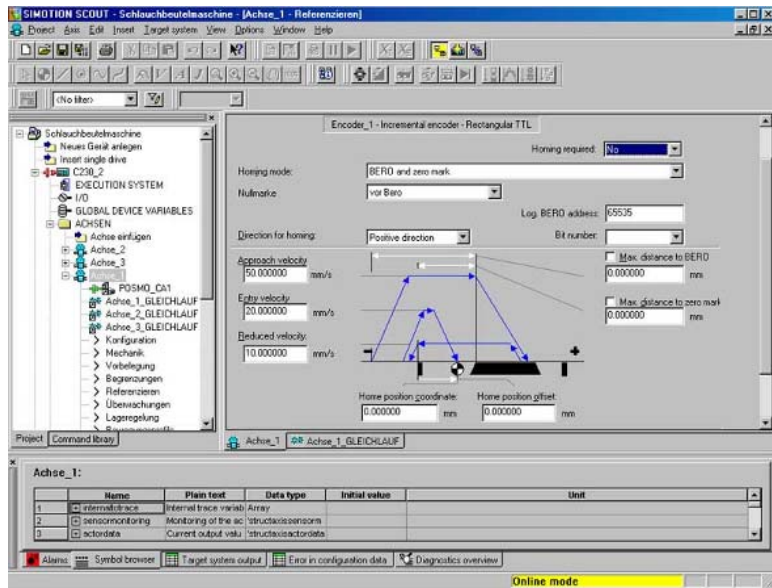 SIMOTION SCOUT - Schlauchbeutelmaschine - [Achse_1 - Referenzieren]
Project Axis Edit Insert Target system View Options Window Help
<No filter>
Schlauchbeutelmaschine
Neues Gerät anlegen
Insert single drive
C230_2
EXECUTION SYSTEM
I/O
GLOBAL DEVICE VARIABLES
ACHSEN
Achse einfügen
Achse_2
Achse_3
Achse_1
POSMO_CA1
Achse_1_GLEICHLAUF
Achse_2_GLEICHLAUF
Achse_3_GLEICHLAUF
Konfiguration
Mechanik
Vorbelegung
Begrenzungen
Referenzieren
Überwachungen
Lageregelung
Project Command library
Encoder_1 - Incremental encoder - Rectangular TTL
Homing required: No
Homing mode: BERO and zero mark
Nullmarke vor Bero
Log. BERO address: 65535
Direction for homing: Positive direction Bit number:
Approach velocity
50.000000 mm/s
Max. distance to BERO
0.000000 mm
Entry velocity
20.000000 mm/s
Max. distance to zero mark
0.000000 mm
Reduced velocity:
10.000000 mm/s
Home position coordinate: Home position offset:
0.000000 mm 0.000000 mm
Achse_1 Achse_1_GLEICHLAUF
Achse_1:
Name Plain text Data type Initial value Unit
1 internaltotrace Internal trace variab Array
2 sensormonitoring Monitoring of the ac 'structaxissensorm
3 actordata Current output valu 'structaxisactordata
Alarms Symbol browser Target system output Error in configuration data Diagnostics overview
Online mode